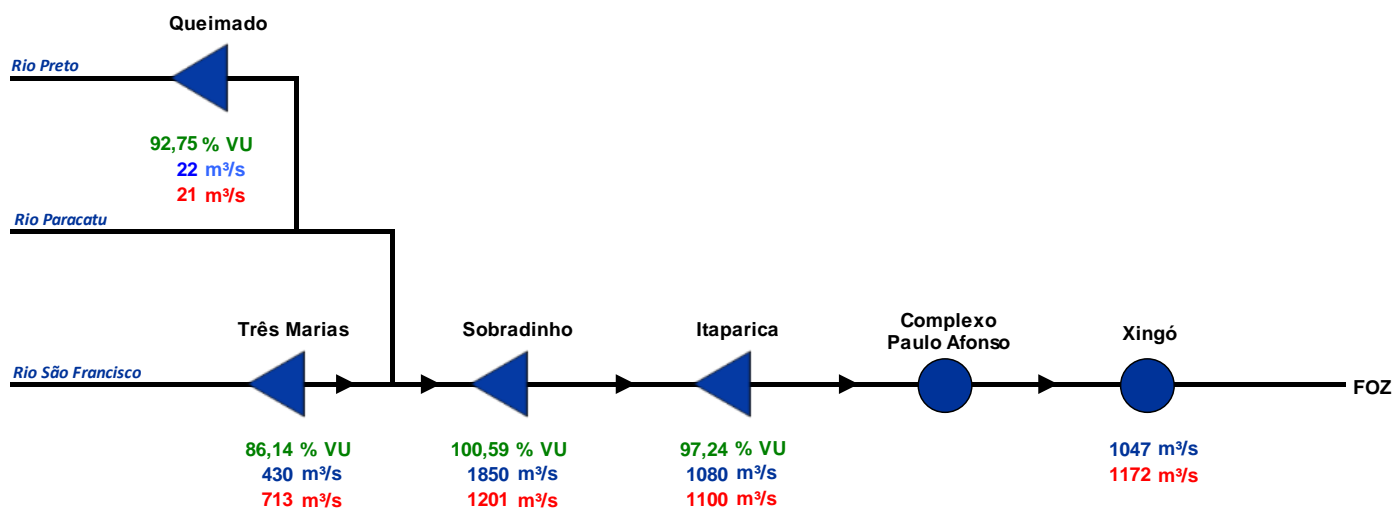 Queimado
Rio Preto
92,75 % VU
22 m³/s
21 m³/s
Rio Paracatu
Três Marias
Sobradinho
Itaparica
Complexo
Paulo Afonso
Xingó
Rio São Francisco
FOZ
86,14 % VU
430 m³/s
713 m³/s
100,59 % VU
1850 m³/s
1201 m³/s
97,24 % VU
1080 m³/s
1100 m³/s
1047 m³/s
1172 m³/s